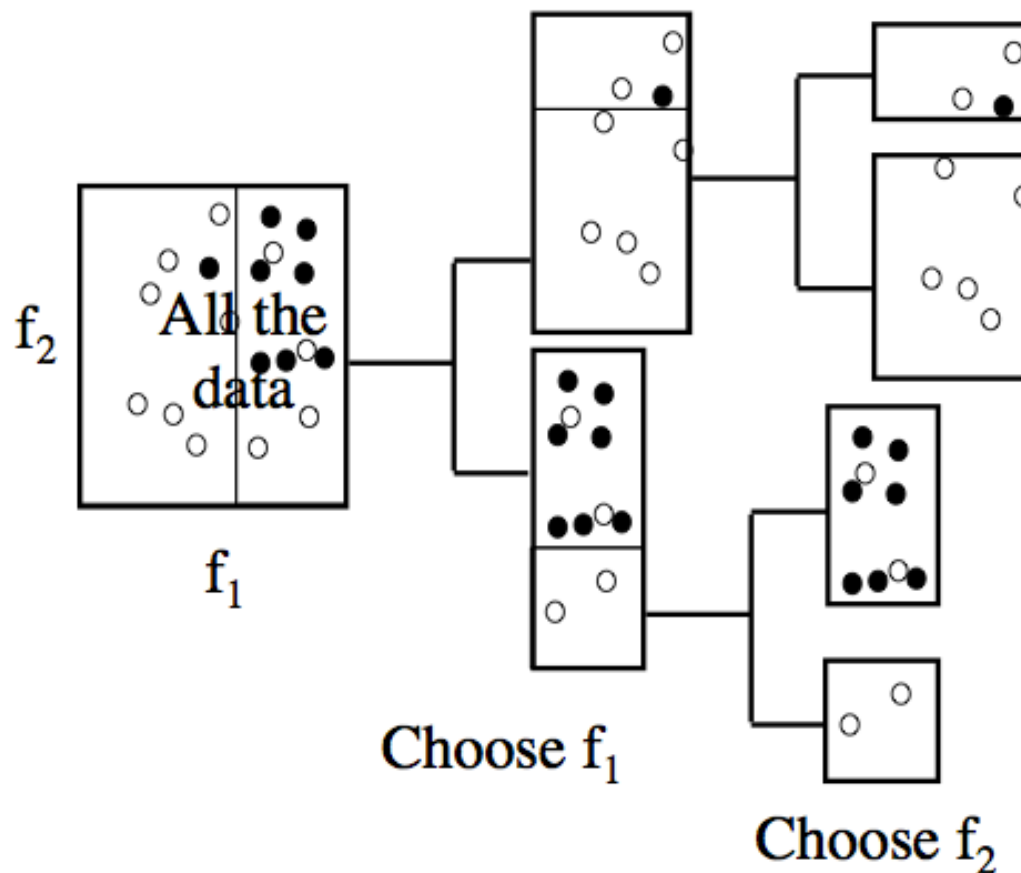 All the
data
f₂
f₁
Choose f₁
Choose f₂